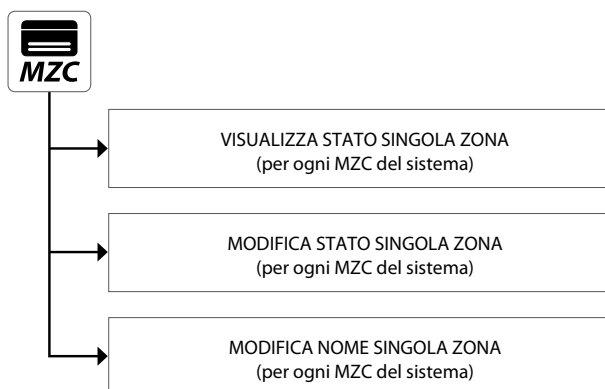 MZC
VISUALIZZA STATO SINGOLA ZONA
(per ogni MZC del sistema)
MODIFICA STATO SINGOLA ZONA
(per ogni MZC del sistema)
MODIFICA NOME SINGOLA ZONA
(per ogni MZC del sistema)